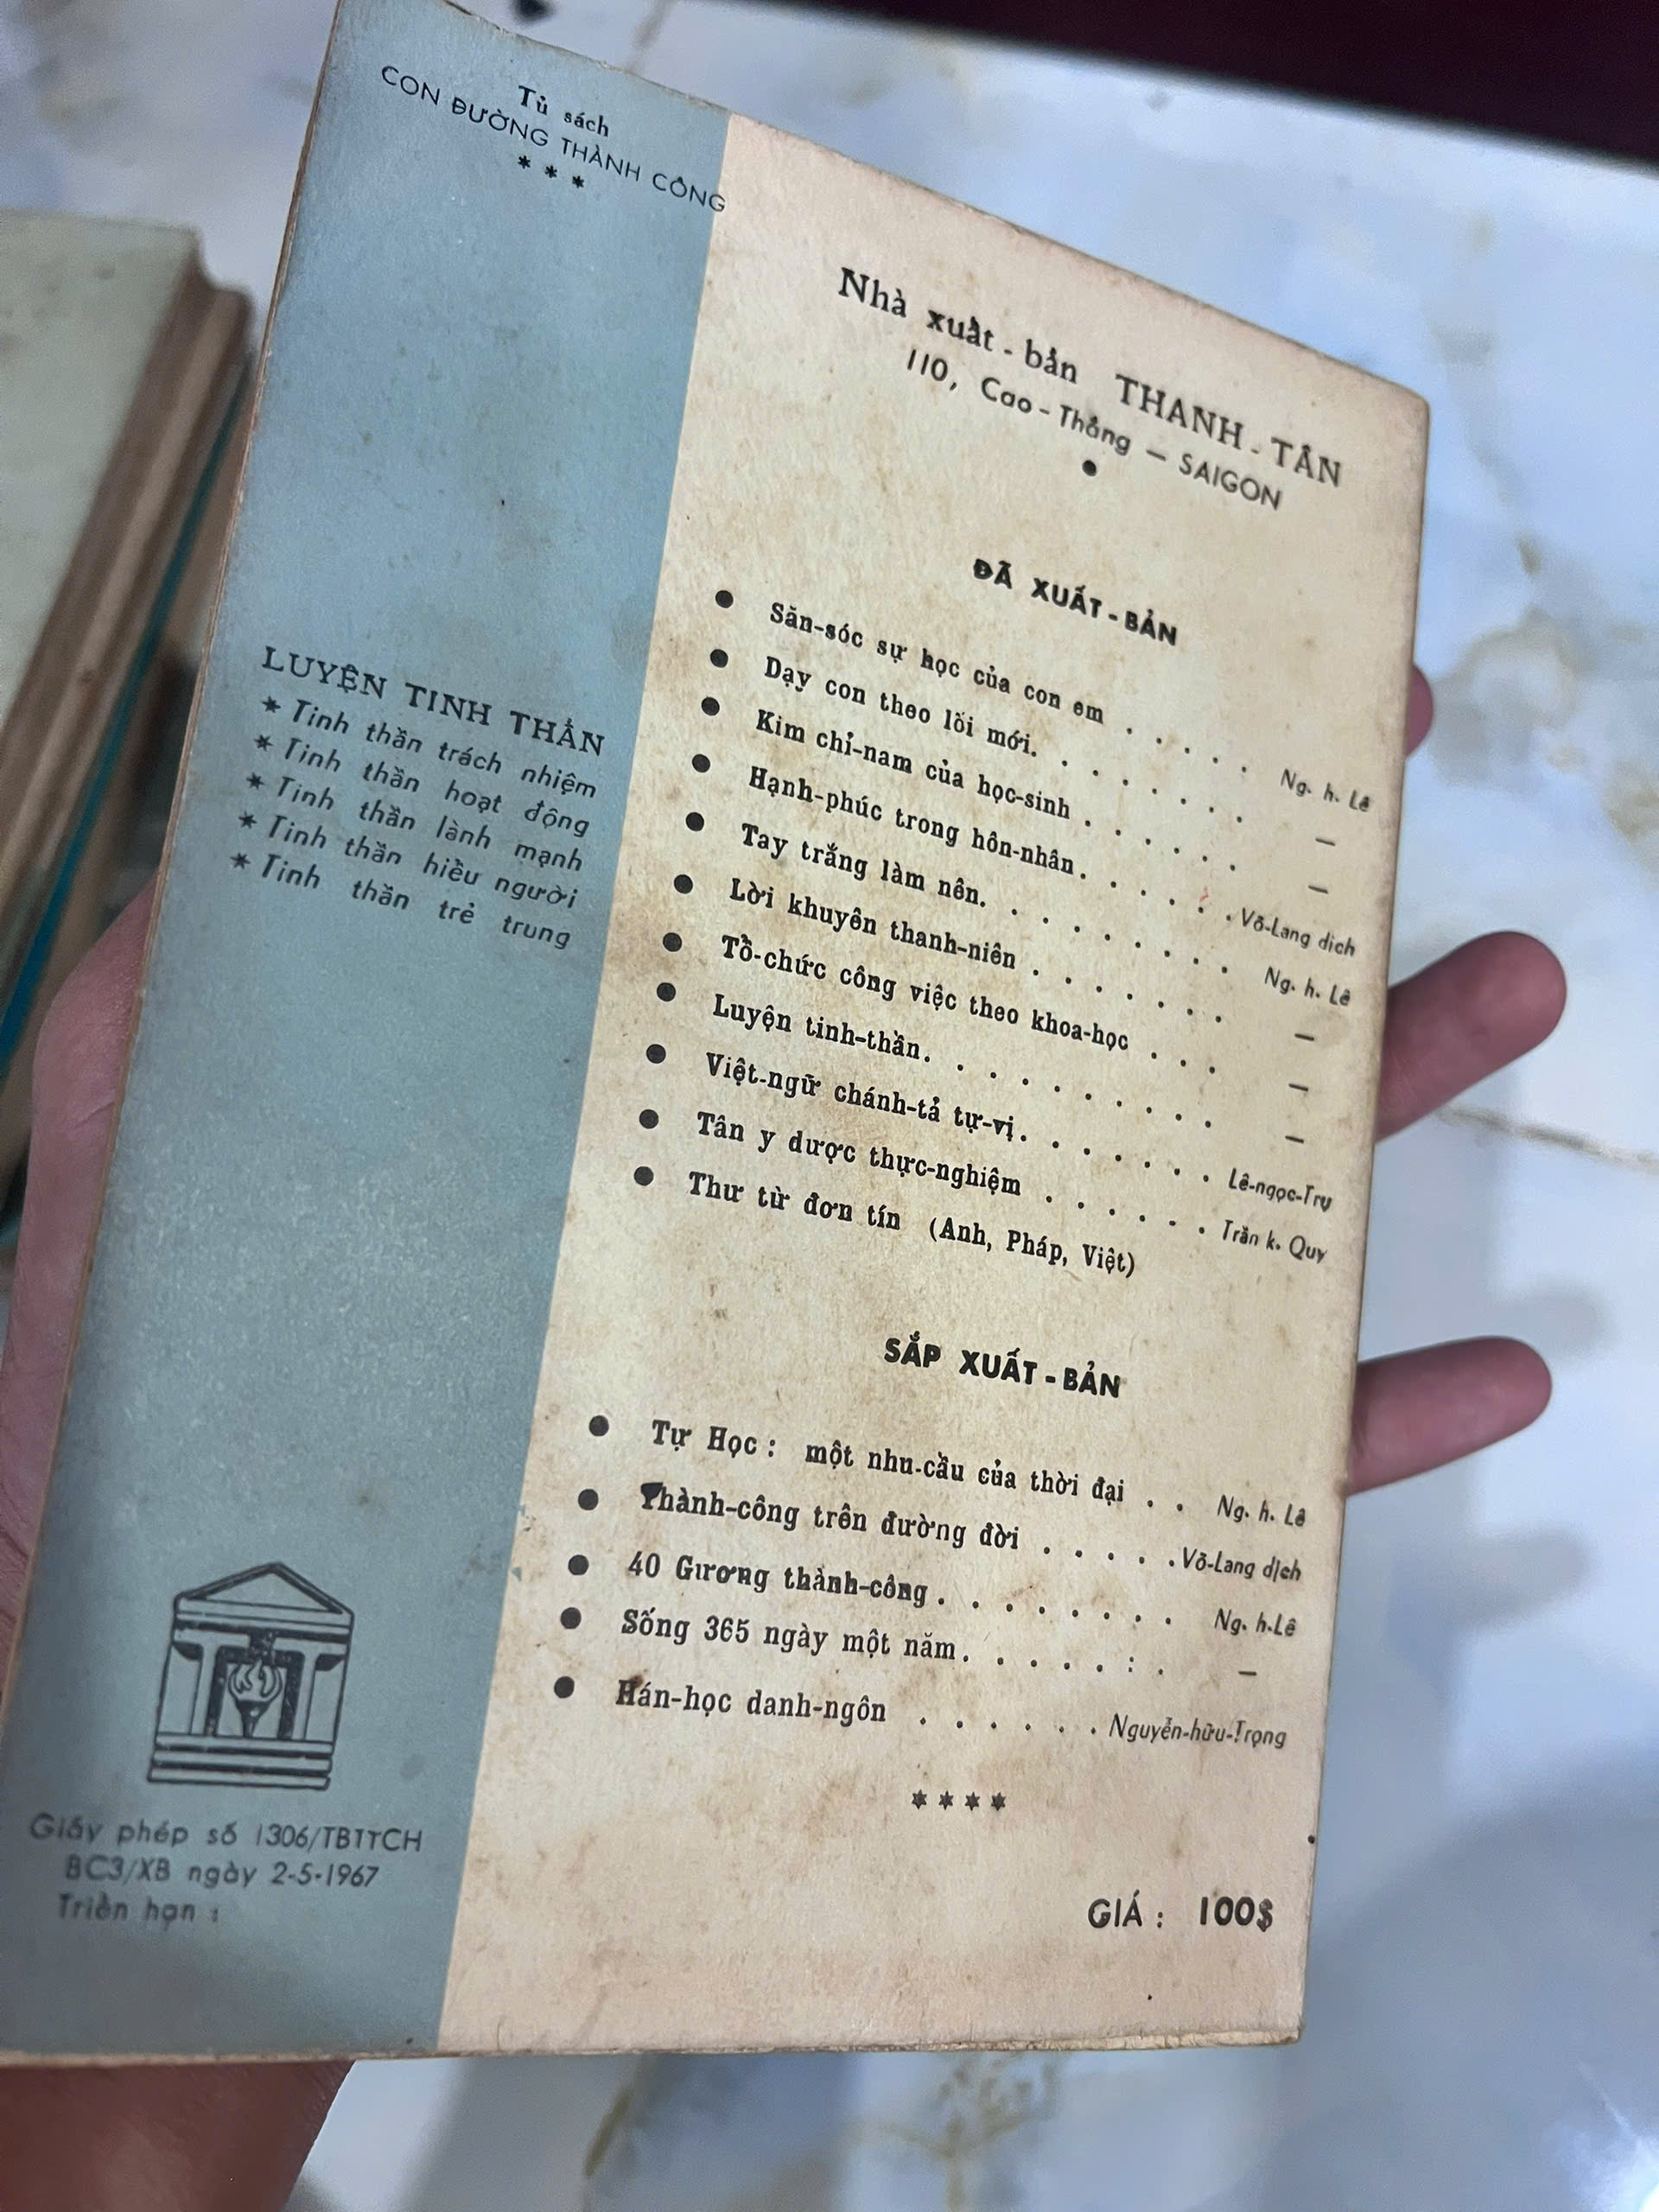 Tủ sách
CON ĐƯỜNG THÀNH CÔNG
* * *
LUYỆN TINH THẦN
* Tinh thần trách nhiệm
* Tinh thần hoạt động
* Tinh thần lành mạnh
* Tinh thần hiểu người
* Tinh thần trẻ trung
Giấy phép số 1306/TBTTCH
BC3/XB ngày 2-5-1967
Triển hạn :
Nhà xuất-bản THANH-TÂN
110, Cao-Thắng — SAIGON
●
ĐÃ XUẤT-BẢN
● Săn-sóc sự học của con em . . . . . Ng. h. Lê
● Dạy con theo lối mới. . . . . . . . —
● Kim chỉ-nam của học-sinh . . . . . . —
● Hạnh-phúc trong hôn-nhân. . . . . . Võ-Lang dịch
● Tay trắng làm nên. . . . . . . . . Ng. h. Lê
● Lời khuyên thanh-niên . . . . . . . —
● Tổ-chức công việc theo khoa-học . . . —
● Luyện tinh-thần. . . . . . . . . . —
● Việt-ngữ chánh-tả tự-vị. . . . . . . Lê-ngọc-Trụ
● Tân y dược thực-nghiệm . . . . . . Trần k. Quy
● Thư từ đơn tín (Anh, Pháp, Việt)
SẮP XUẤT-BẢN
● Tự Học : một nhu-cầu của thời đại . . Ng. h. Lê
● Thành-công trên đường đời . . . . . Võ-Lang dịch
● 40 Gương thành-công . . . . . . . . Ng. h.Lê
● Sống 365 ngày một năm. . . . . : . —
● Hán-học danh-ngôn . . . . . . Nguyễn-hữu-Trọng
* * * *
GIÁ : 100$